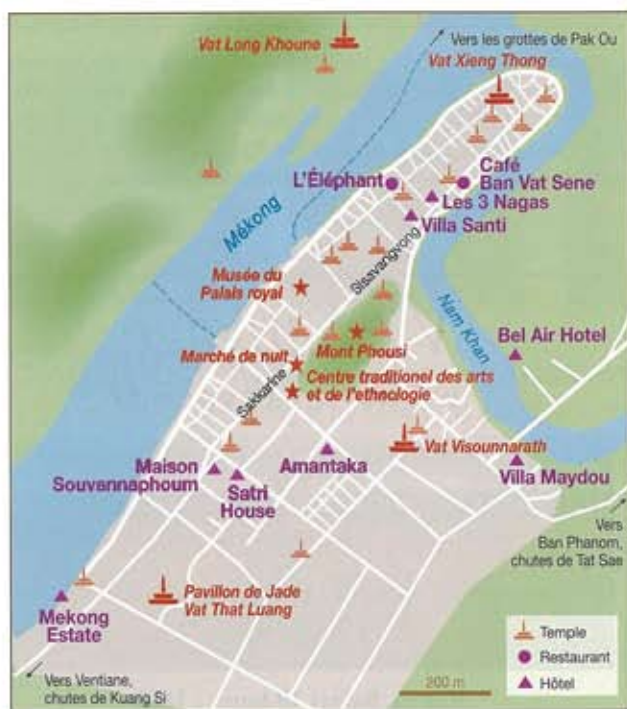 Vers les grottes de Pak Ou
Vat Long Khoune
Vat Xieng Thong
L'Éléphant
Café
Ban Vat Sene
Les 3 Nagas
Villa Santi
Mékong
Sisavangvong
Musée du
Palais royal
Nam Khan
Bel Air Hotel
Mont Phousi
Marché de nuit
Centre traditionel des arts
et de l'ethnologie
Sakkarine
Vat Visounnarath
Amantaka
Maison
Souvannaphoum
Satri
House
Villa Maydou
Vers
Ban Phanom,
chutes de Tat Sae
Pavillon de Jade
Vat That Luang
Mekong
Estate
Vers Ventiane,
chutes de Kuang Si
200 m
Temple
Restaurant
Hôtel